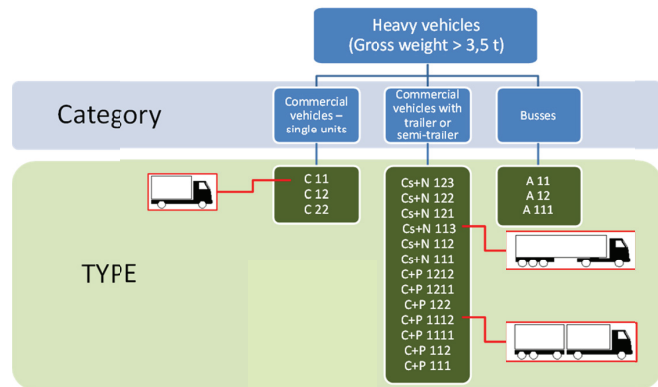 Heavy vehicles
(Gross weight > 3,5 t)
Category
Commercial
vehicles –
single units
Commercial
vehicles with
trailer or
semi-trailer
Busses
TYPE
C 11
C 12
C 22
Cs+N 123
Cs+N 122
Cs+N 121
Cs+N 113
Cs+N 112
Cs+N 111
C+P 1212
C+P 1211
C+P 122
C+P 1112
C+P 1111
C+P 112
C+P 111
A 11
A 12
A 111